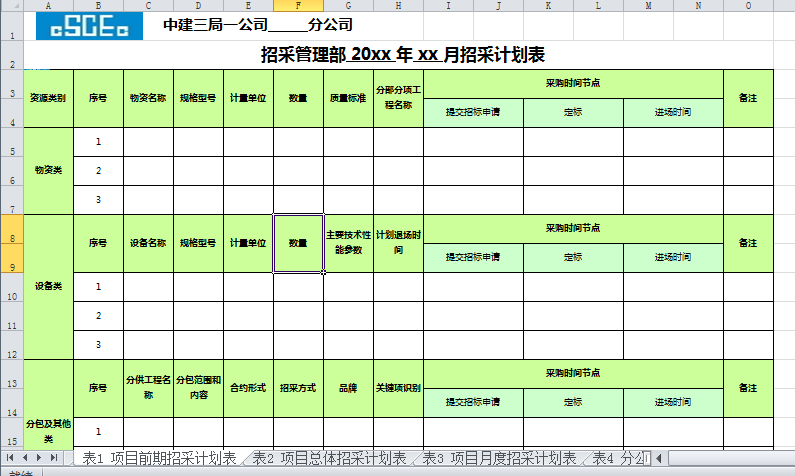 A B C D E F G H I J K L M N O
1 cSCEc 中建三局一公司_____分公司
2 招采管理部 20xx 年 xx 月招采计划表
3 资源类别 序号 物资名称 规格型号 计量单位 数量 质量标准 分部分项工程名称 采购时间节点 备注
4 提交招标申请 定标 进场时间
5 物资类 1
6 2
7 3
8 设备类 序号 设备名称 规格型号 计量单位 数量 主要技术性能参数 计划退场时间 采购时间节点 备注
9 提交招标申请 定标 进场时间
10 1
11 2
12 3
13 分包及其他类 序号 分供工程名称 分包范围和内容 合约形式 招采方式 品牌 关键项识别 采购时间节点 备注
14 提交招标申请 定标 进场时间
15 1
表1 项目前期招采计划表 表2 项目总体招采计划表 表3 项目月度招采计划表 表4 分公